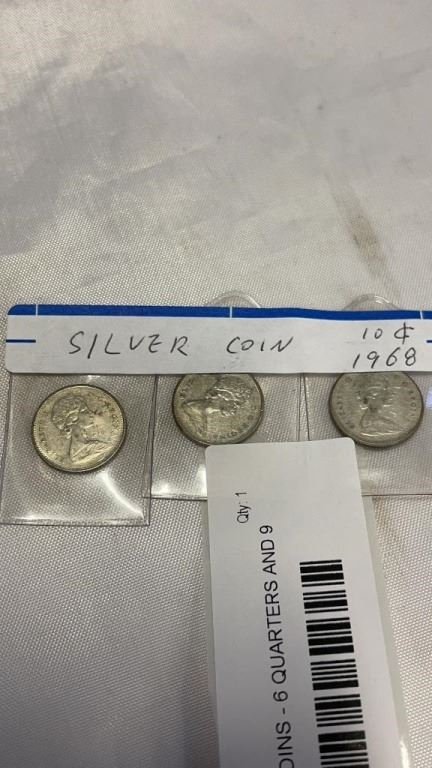 SILVER COIN 10¢
1968
Qty: 1
OINS - 6 QUARTERS AND 9